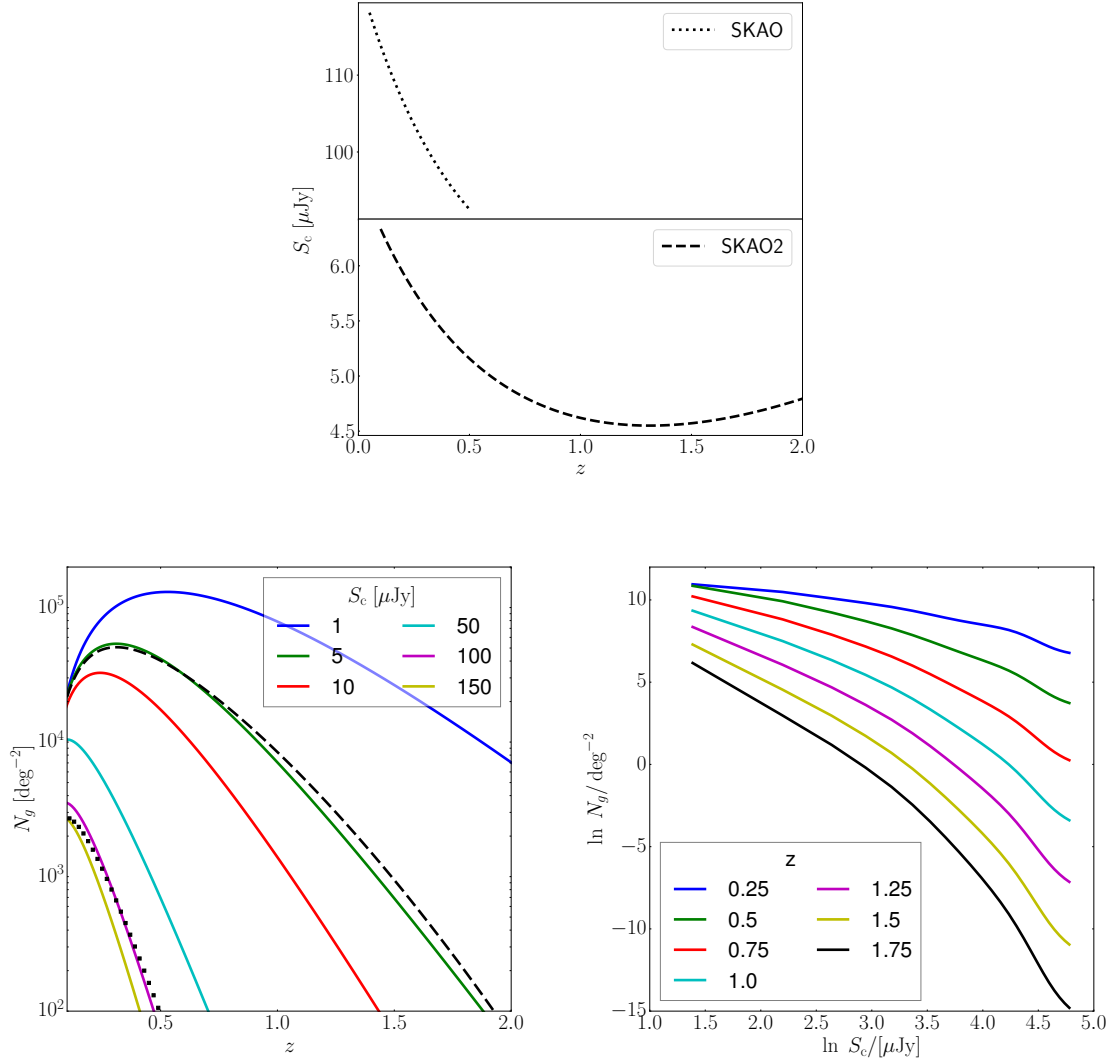 SKAO
110
100
S_c [μJy]
SKAO2
6.0
5.5
5.0
4.5
0.0 0.5 1.0 1.5 2.0
z
10^5
10^4
10^3
10^2
N_g [deg^{-2}]
S_c [μJy]
1 50
5 100
10 150
0.5 1.0 1.5 2.0
z
10
5
0
−5
−10
−15
ln N_g/deg^{-2}
z
0.25 1.25
0.5 1.5
0.75 1.75
1.0
1.0 1.5 2.0 2.5 3.0 3.5 4.0 4.5 5.0
ln S_c/[μJy]